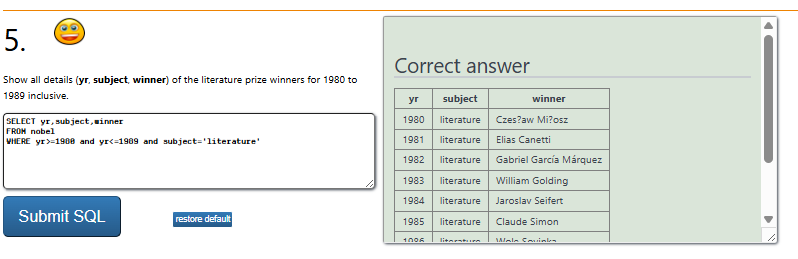 5.
Show all details (yr, subject, winner) of the literature prize winners for 1980 to
1989 inclusive.
SELECT yr,subject,winner
FROM nobel
WHERE yr>=1980 and yr<=1989 and subject='literature'
Submit SQL
restore default
Correct answer
yr subject winner
1980 literature Czes?aw Mi?osz
1981 literature Elias Canetti
1982 literature Gabriel García Márquez
1983 literature William Golding
1984 literature Jaroslav Seifert
1985 literature Claude Simon
1986 literature Wole Soyinka